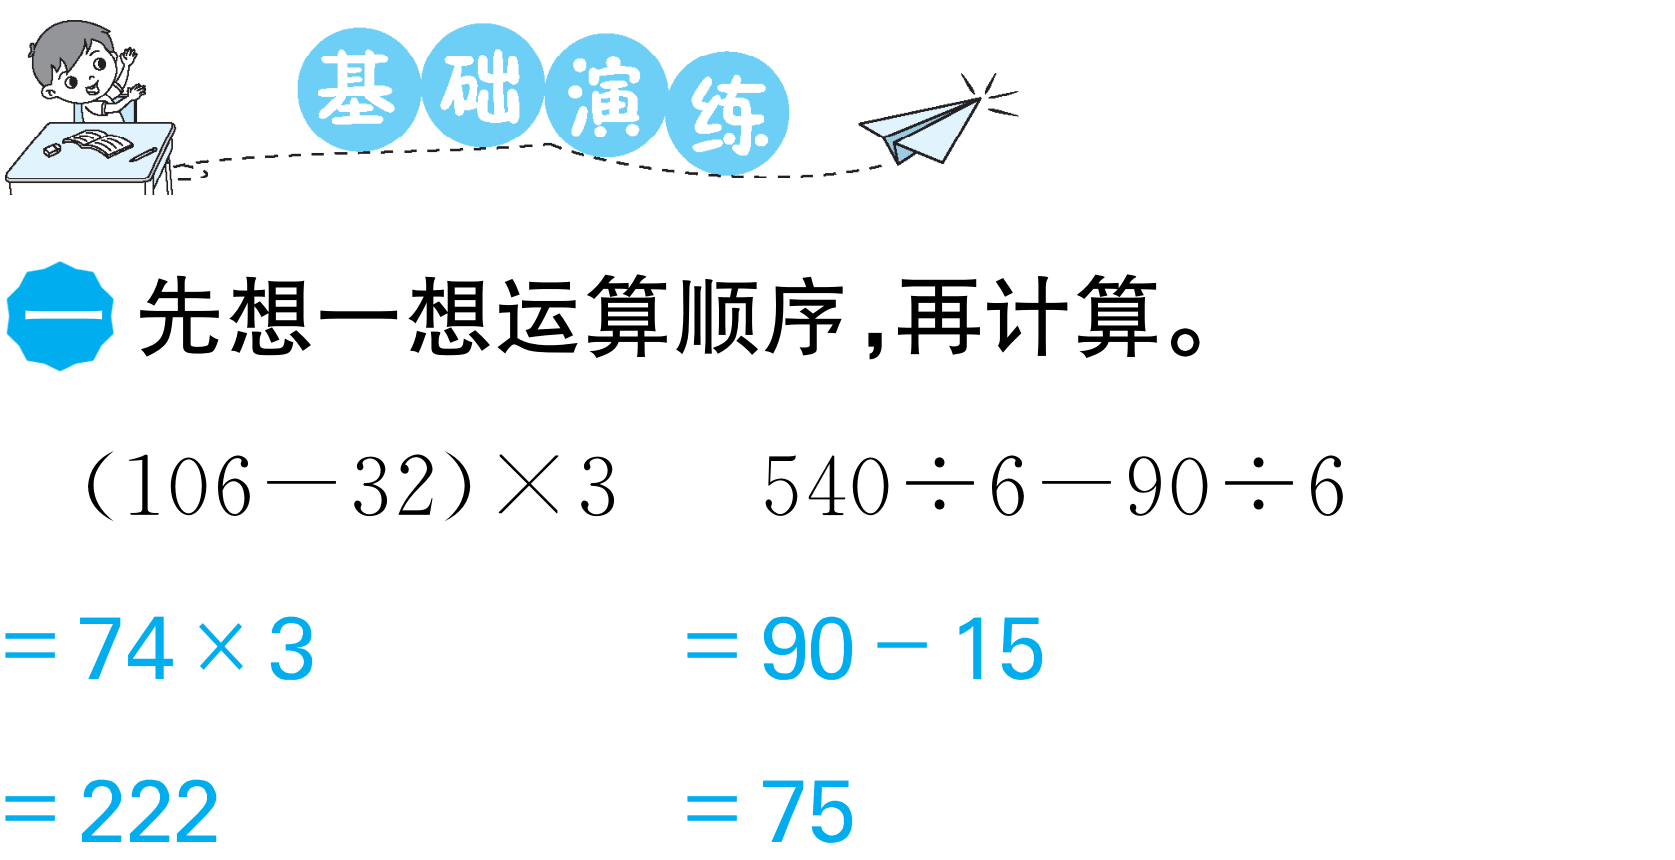 基础演练
一 先想一想运算顺序,再计算。
(106－32)×3 540÷6－90÷6
= 74 × 3 = 90 － 15
= 222 = 75